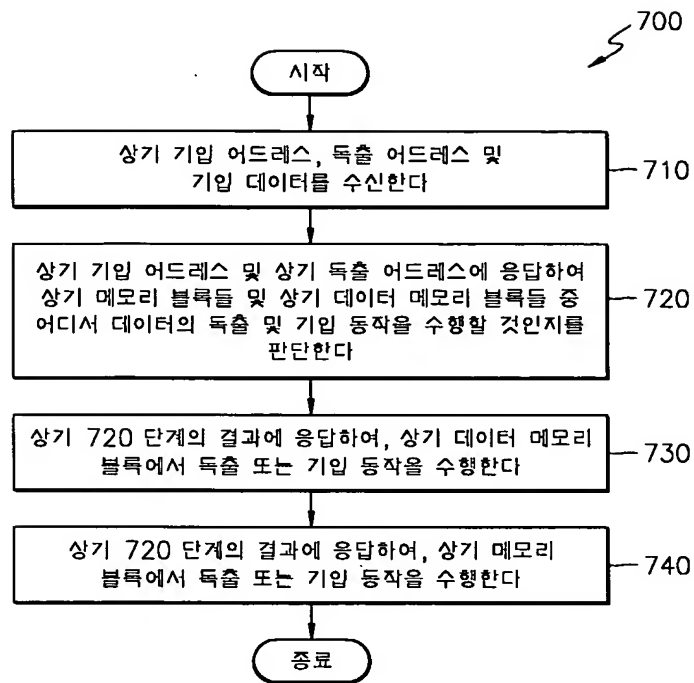 700
시작
상기 기입 어드레스, 독출 어드레스 및
기입 데이터를 수신한다
710
상기 기입 어드레스 및 상기 독출 어드레스에 응답하여
상기 메모리 블록들 및 상기 데이터 메모리 블록들 중
어디서 데이터의 독출 및 기입 동작을 수행할 것인지를
판단한다
720
상기 720 단계의 결과에 응답하여, 상기 데이터 메모리
블록에서 독출 또는 기입 동작을 수행한다
730
상기 720 단계의 결과에 응답하여, 상기 메모리
블록에서 독출 또는 기입 동작을 수행한다
740
종료